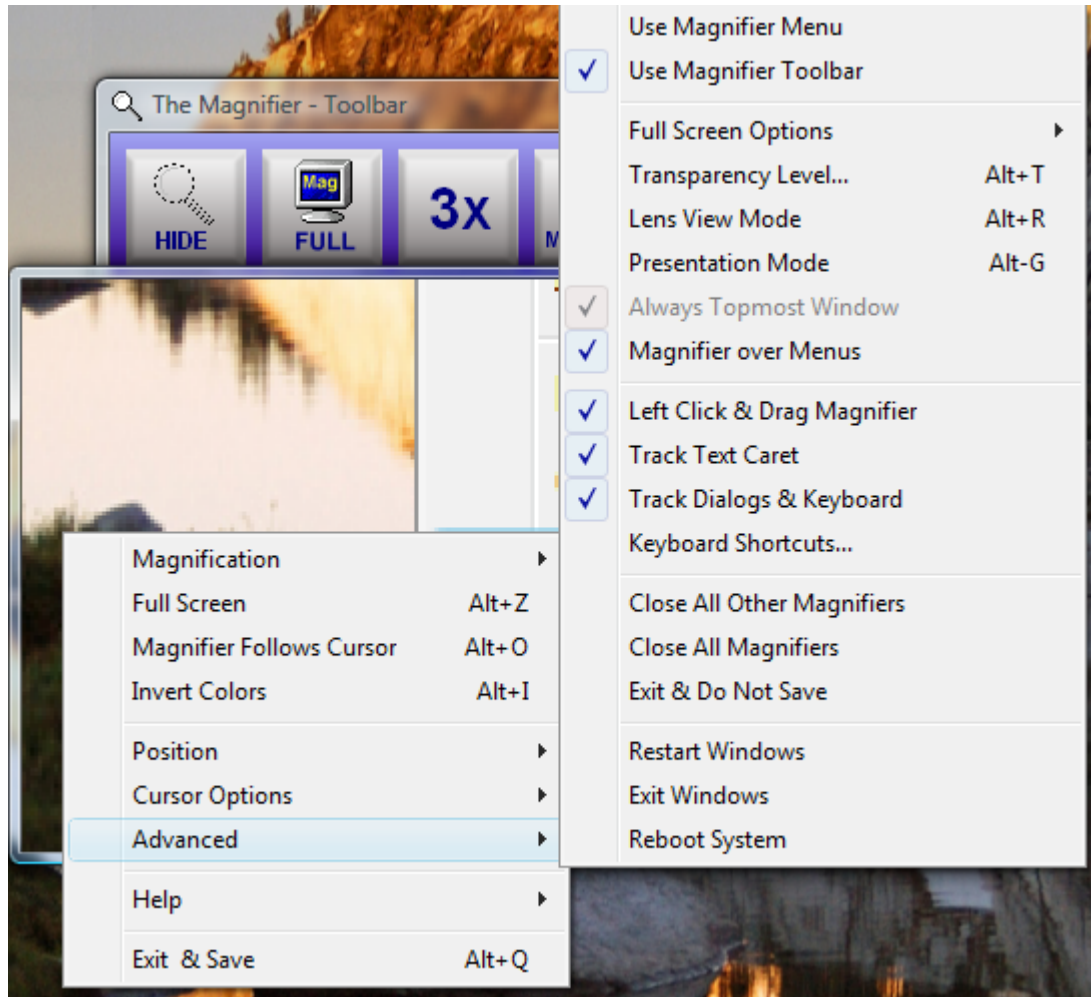 The Magnifier - Toolbar
HIDE
Mag
FULL
3x
M
Use Magnifier Menu
Use Magnifier Toolbar
Full Screen Options
Transparency Level... Alt+T
Lens View Mode Alt+R
Presentation Mode Alt-G
Always Topmost Window
Magnifier over Menus
Left Click & Drag Magnifier
Track Text Caret
Track Dialogs & Keyboard
Keyboard Shortcuts...
Close All Other Magnifiers
Close All Magnifiers
Exit & Do Not Save
Restart Windows
Exit Windows
Reboot System
Magnification
Full Screen Alt+Z
Magnifier Follows Cursor Alt+O
Invert Colors Alt+I
Position
Cursor Options
Advanced
Help
Exit & Save Alt+Q